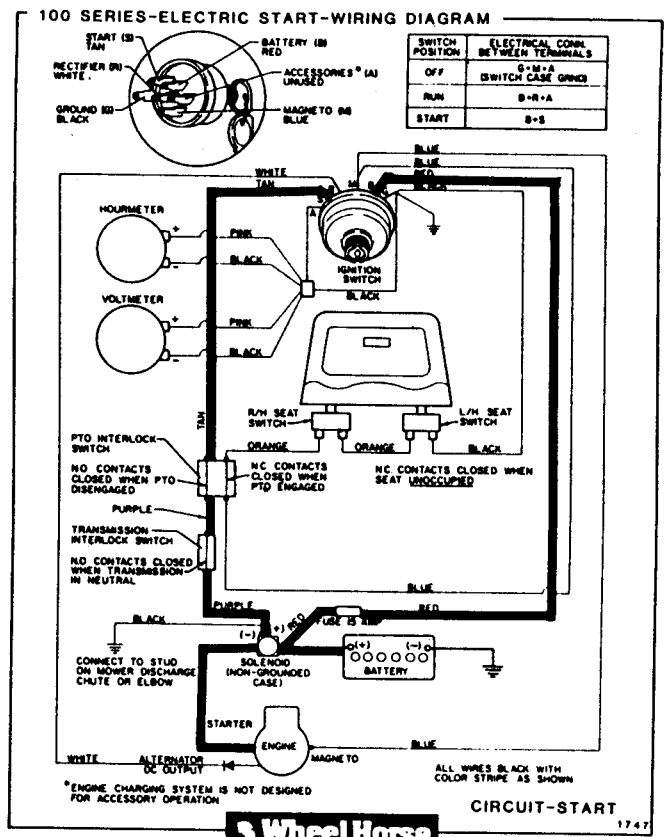 100 SERIES-ELECTRIC START-WIRING DIAGRAM
START (S)
TAN
BATTERY (B)
RED
RECTIFIER (R)
WHITE.
ACCESSORIES* (A)
UNUSED
GROUND (G)
BLACK
MAGNETO (M)
BLUE
SWITCH POSITION
ELECTRICAL CONN. BETWEEN TERMINALS
OFF
G+M+A
(SWITCH CASE GRND)
RUN
B+R+A
START
B+S
BLUE
BLUE
RED
BLACK
WHITE
TAN
M
A
HOURMETER
+
PINK
-
BLACK
IGNITION
SWITCH
BLACK
VOLTMETER
+
PINK
-
BLACK
TAN
R/H SEAT
SWITCH
L/H SEAT
SWITCH
ORANGE
ORANGE
BLACK
PTO INTERLOCK
SWITCH
N.O. CONTACTS
CLOSED WHEN PTO
DISENGAGED
N.C. CONTACTS
CLOSED WHEN
PTO ENGAGED
N.C. CONTACTS CLOSED WHEN
SEAT UNOCCUPIED
PURPLE
TRANSMISSION
INTERLOCK SWITCH
N.O. CONTACTS CLOSED
WHEN TRANSMISSION
IN NEUTRAL
BLUE
PURPLE
RED
BLACK
(-)
(+)
RED
FUSE 15 AMP
CONNECT TO STUD
ON MOWER DISCHARGE
CHUTE OR ELBOW
SOLENOID
(NON-GROUNDED
CASE)
(+)
(-)
BATTERY
STARTER
ENGINE
MAGNETO
BLUE
WHITE
ALTERNATOR
DC OUTPUT
ALL WIRES BLACK WITH
COLOR STRIPE AS SHOWN
*ENGINE CHARGING SYSTEM IS NOT DESIGNED
FOR ACCESSORY OPERATION
CIRCUIT-START
1747
Wheel Horse